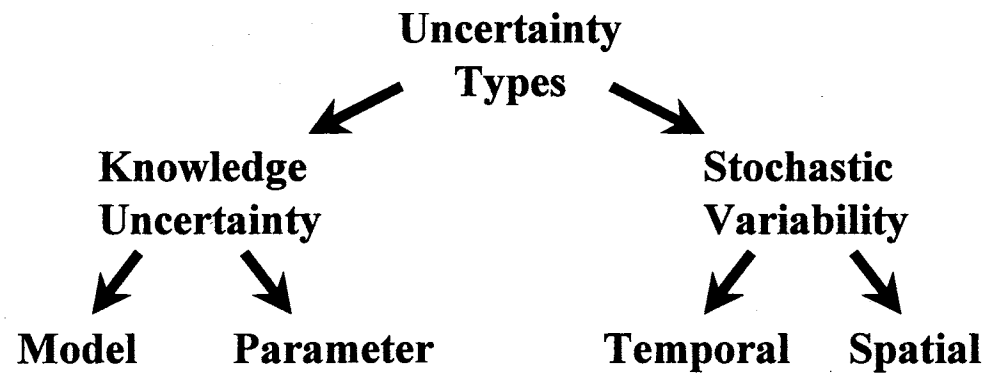 Uncertainty
Types
Knowledge
Uncertainty
Stochastic
Variability
Model
Parameter
Temporal
Spatial